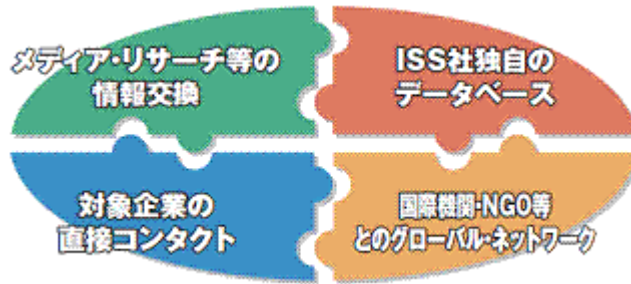 メディア・リサーチ等の
情報交換
ISS社独自の
データベース
対象企業の
直接コンタクト
国際機関・NGO等
とのグローバル・ネットワーク